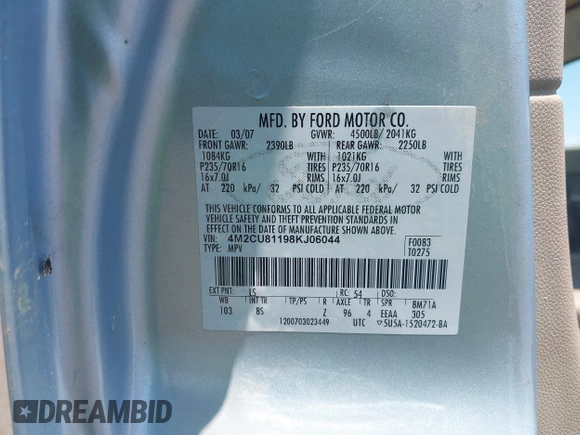 MFD. BY FORD MOTOR CO.
DATE: 03/07 GVWR: 4500LB/ 2041KG
FRONT GAWR: 2390LB REAR GAWR: 2250LB
1084KG WITH 1021KG WITH
P235/70R16 TIRES P235/70R16 TIRES
16x7.0J RIMS 16x7.0J RIMS
AT 220 kPa/ 32 PSI COLD AT 220 kPa/ 32 PSI COLD
THIS VEHICLE CONFORMS TO ALL APPLICABLE FEDERAL MOTOR
VEHICLE SAFETY AND THEFT PREVENTION STANDARDS IN
EFFECT ON THE DATE OF MANUFACTURE SHOWN ABOVE.
VIN: 4M2CU81198KJ06044 F0083
TYPE: MPV T0275
EXT PNT: LS RC: 54 DSO:
WB INT TR TP/PS R AXLE TR SPR BM71A
103 BS Z 96 4 EEAA 305
1200703023449 UTC 5U5A-1520472-BA
DREAMBID